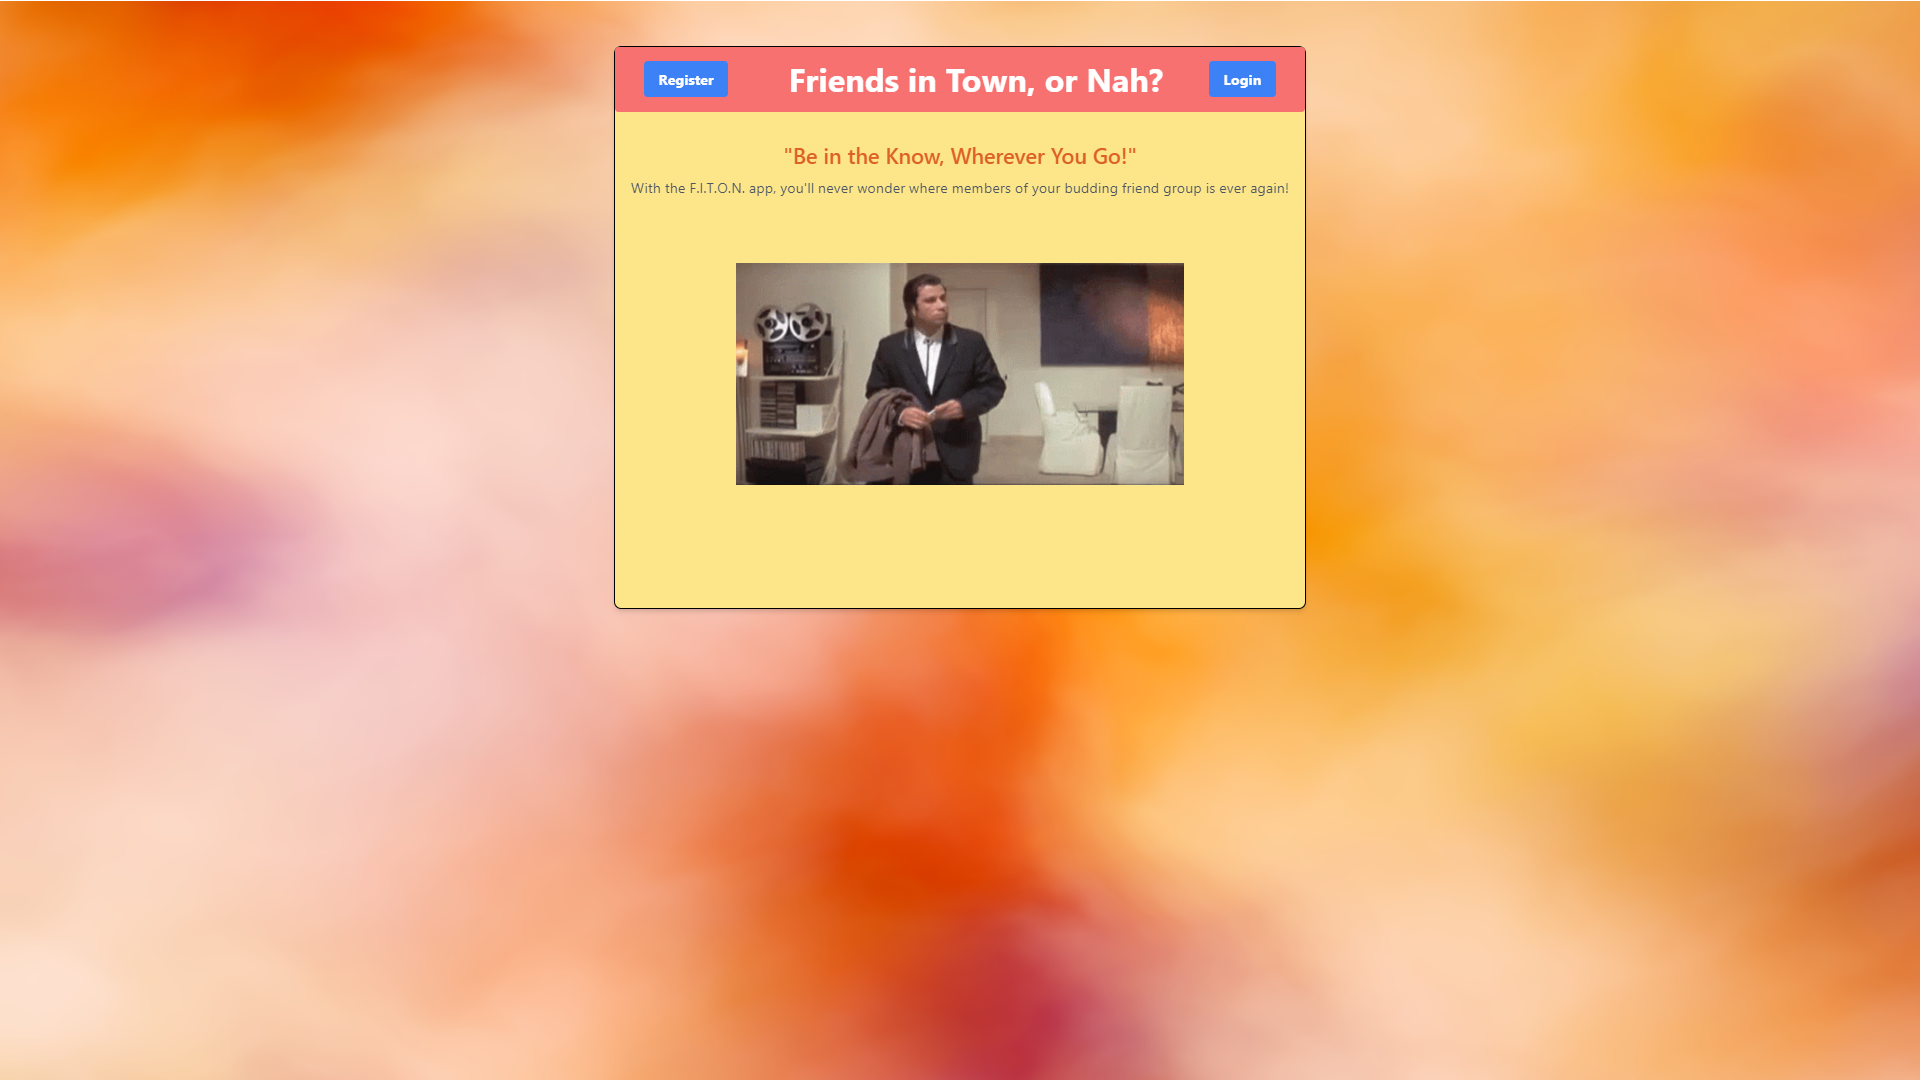 Register Friends in Town, or Nah? Login
"Be in the Know, Wherever You Go!"
With the F.I.T.O.N. app, you'll never wonder where members of your budding friend group is ever again!